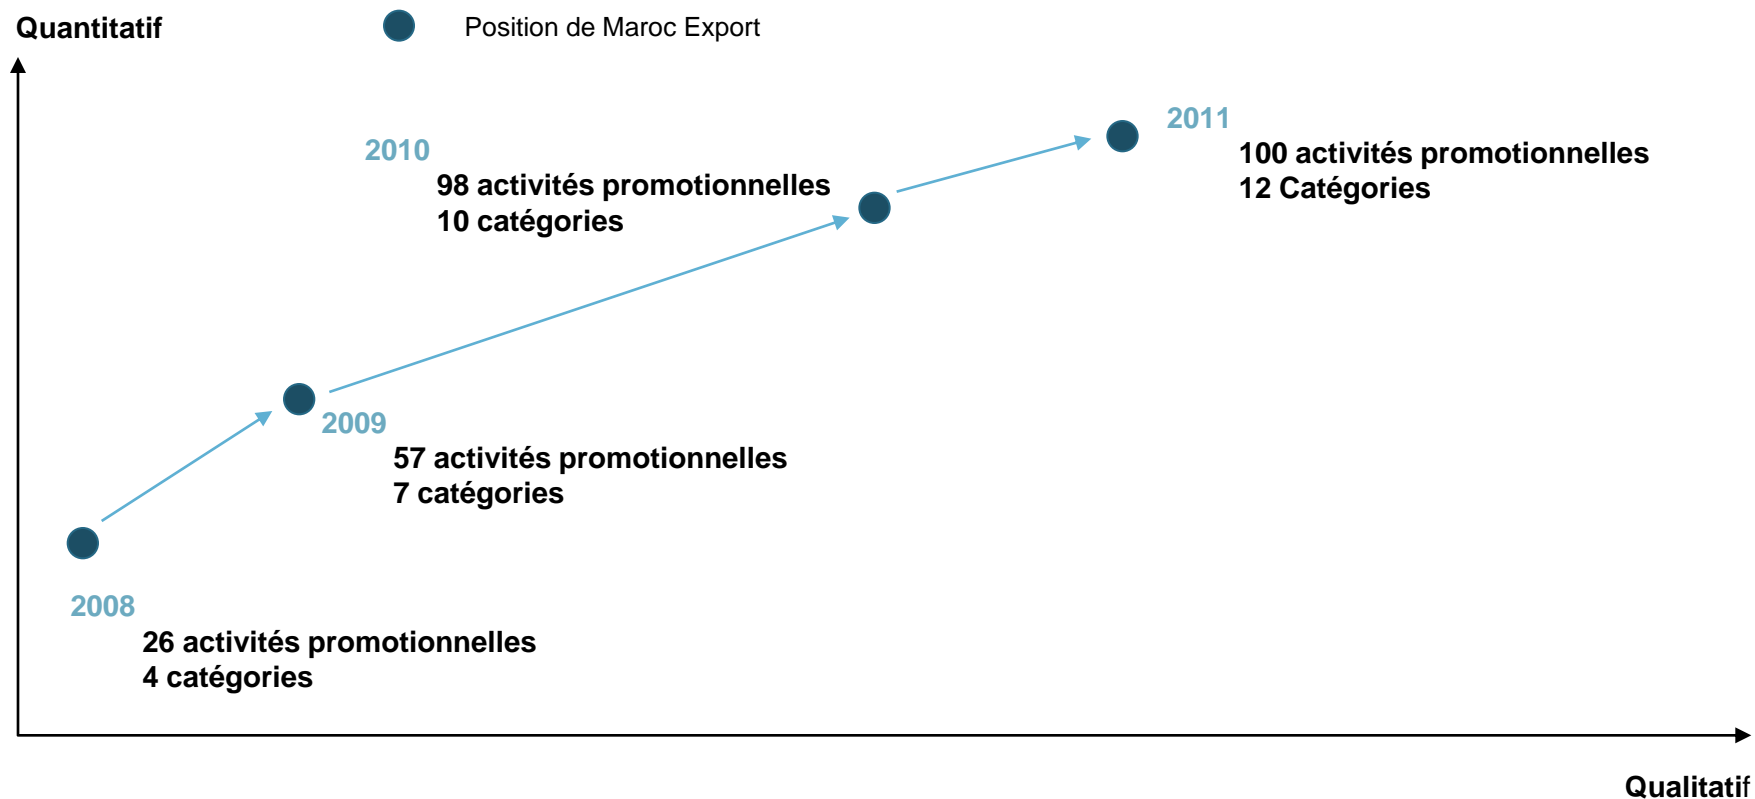 Quantitatif
Position de Maroc Export
2011
100 activités promotionnelles
12 Catégories
2010
98 activités promotionnelles
10 catégories
2009
57 activités promotionnelles
7 catégories
2008
26 activités promotionnelles
4 catégories
Qualitatif